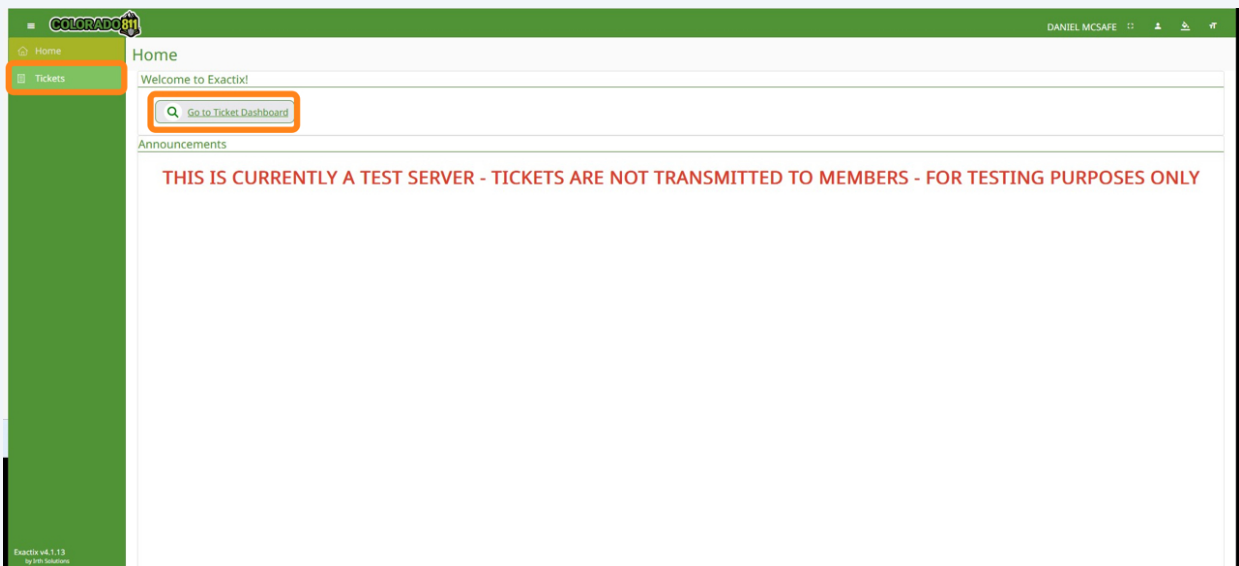 COLORADO811
DANIEL MCSAFE
Home
Tickets
Home
Welcome to Exactix!
Go to Ticket Dashboard
Announcements
THIS IS CURRENTLY A TEST SERVER - TICKETS ARE NOT TRANSMITTED TO MEMBERS - FOR TESTING PURPOSES ONLY
Exactix v4.1.13
by Irth Solutions